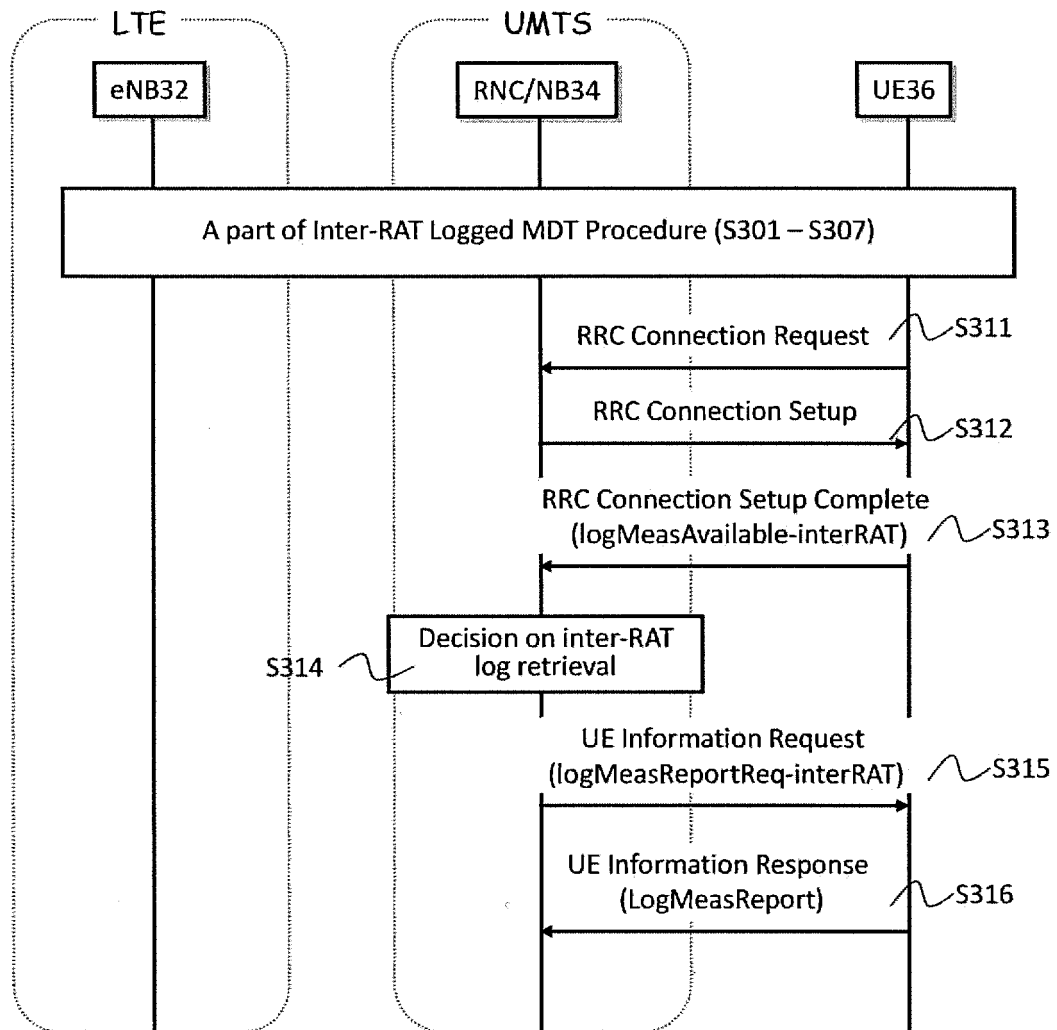 LTE
UMTS
eNB32
RNC/NB34
UE36
A part of Inter-RAT Logged MDT Procedure (S301 – S307)
RRC Connection Request
S311
RRC Connection Setup
S312
RRC Connection Setup Complete
(logMeasAvailable-interRAT)
S313
Decision on inter-RAT
log retrieval
S314
UE Information Request
(logMeasReportReq-interRAT)
S315
UE Information Response
(LogMeasReport)
S316